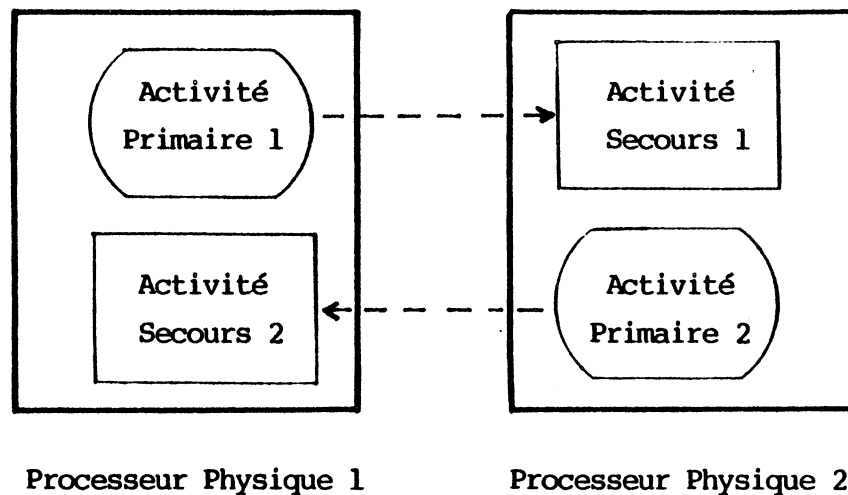 Activité
Primaire 1
Activité
Secours 2
Processeur Physique 1
Activité
Secours 1
Activité
Primaire 2
Processeur Physique 2